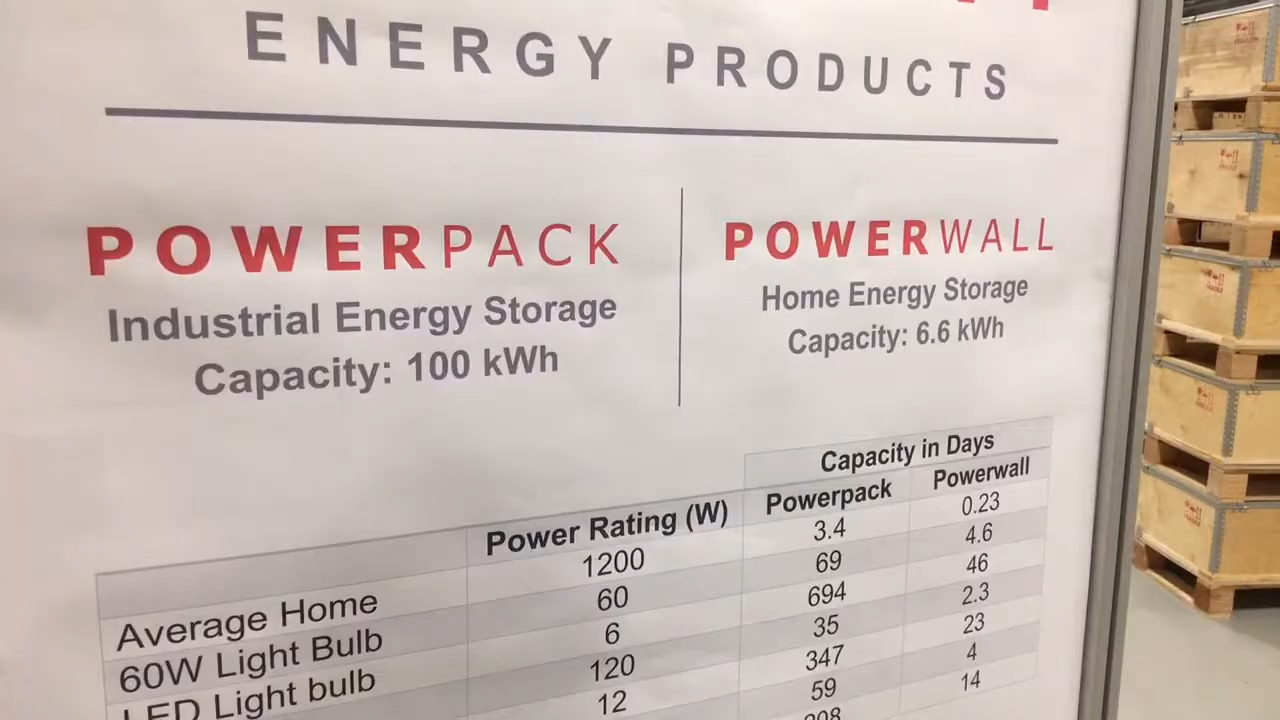 ENERGY PRODUCTS
POWERPACK
Industrial Energy Storage
Capacity: 100 kWh
POWERWALL
Home Energy Storage
Capacity: 6.6 kWh
Capacity in Days
Power Rating (W) Powerpack Powerwall
Average Home 1200 3.4 0.23
60W Light Bulb 60 69 4.6
LED Light bulb 6 694 46
120 35 2.3
12 347 23
59 4
14